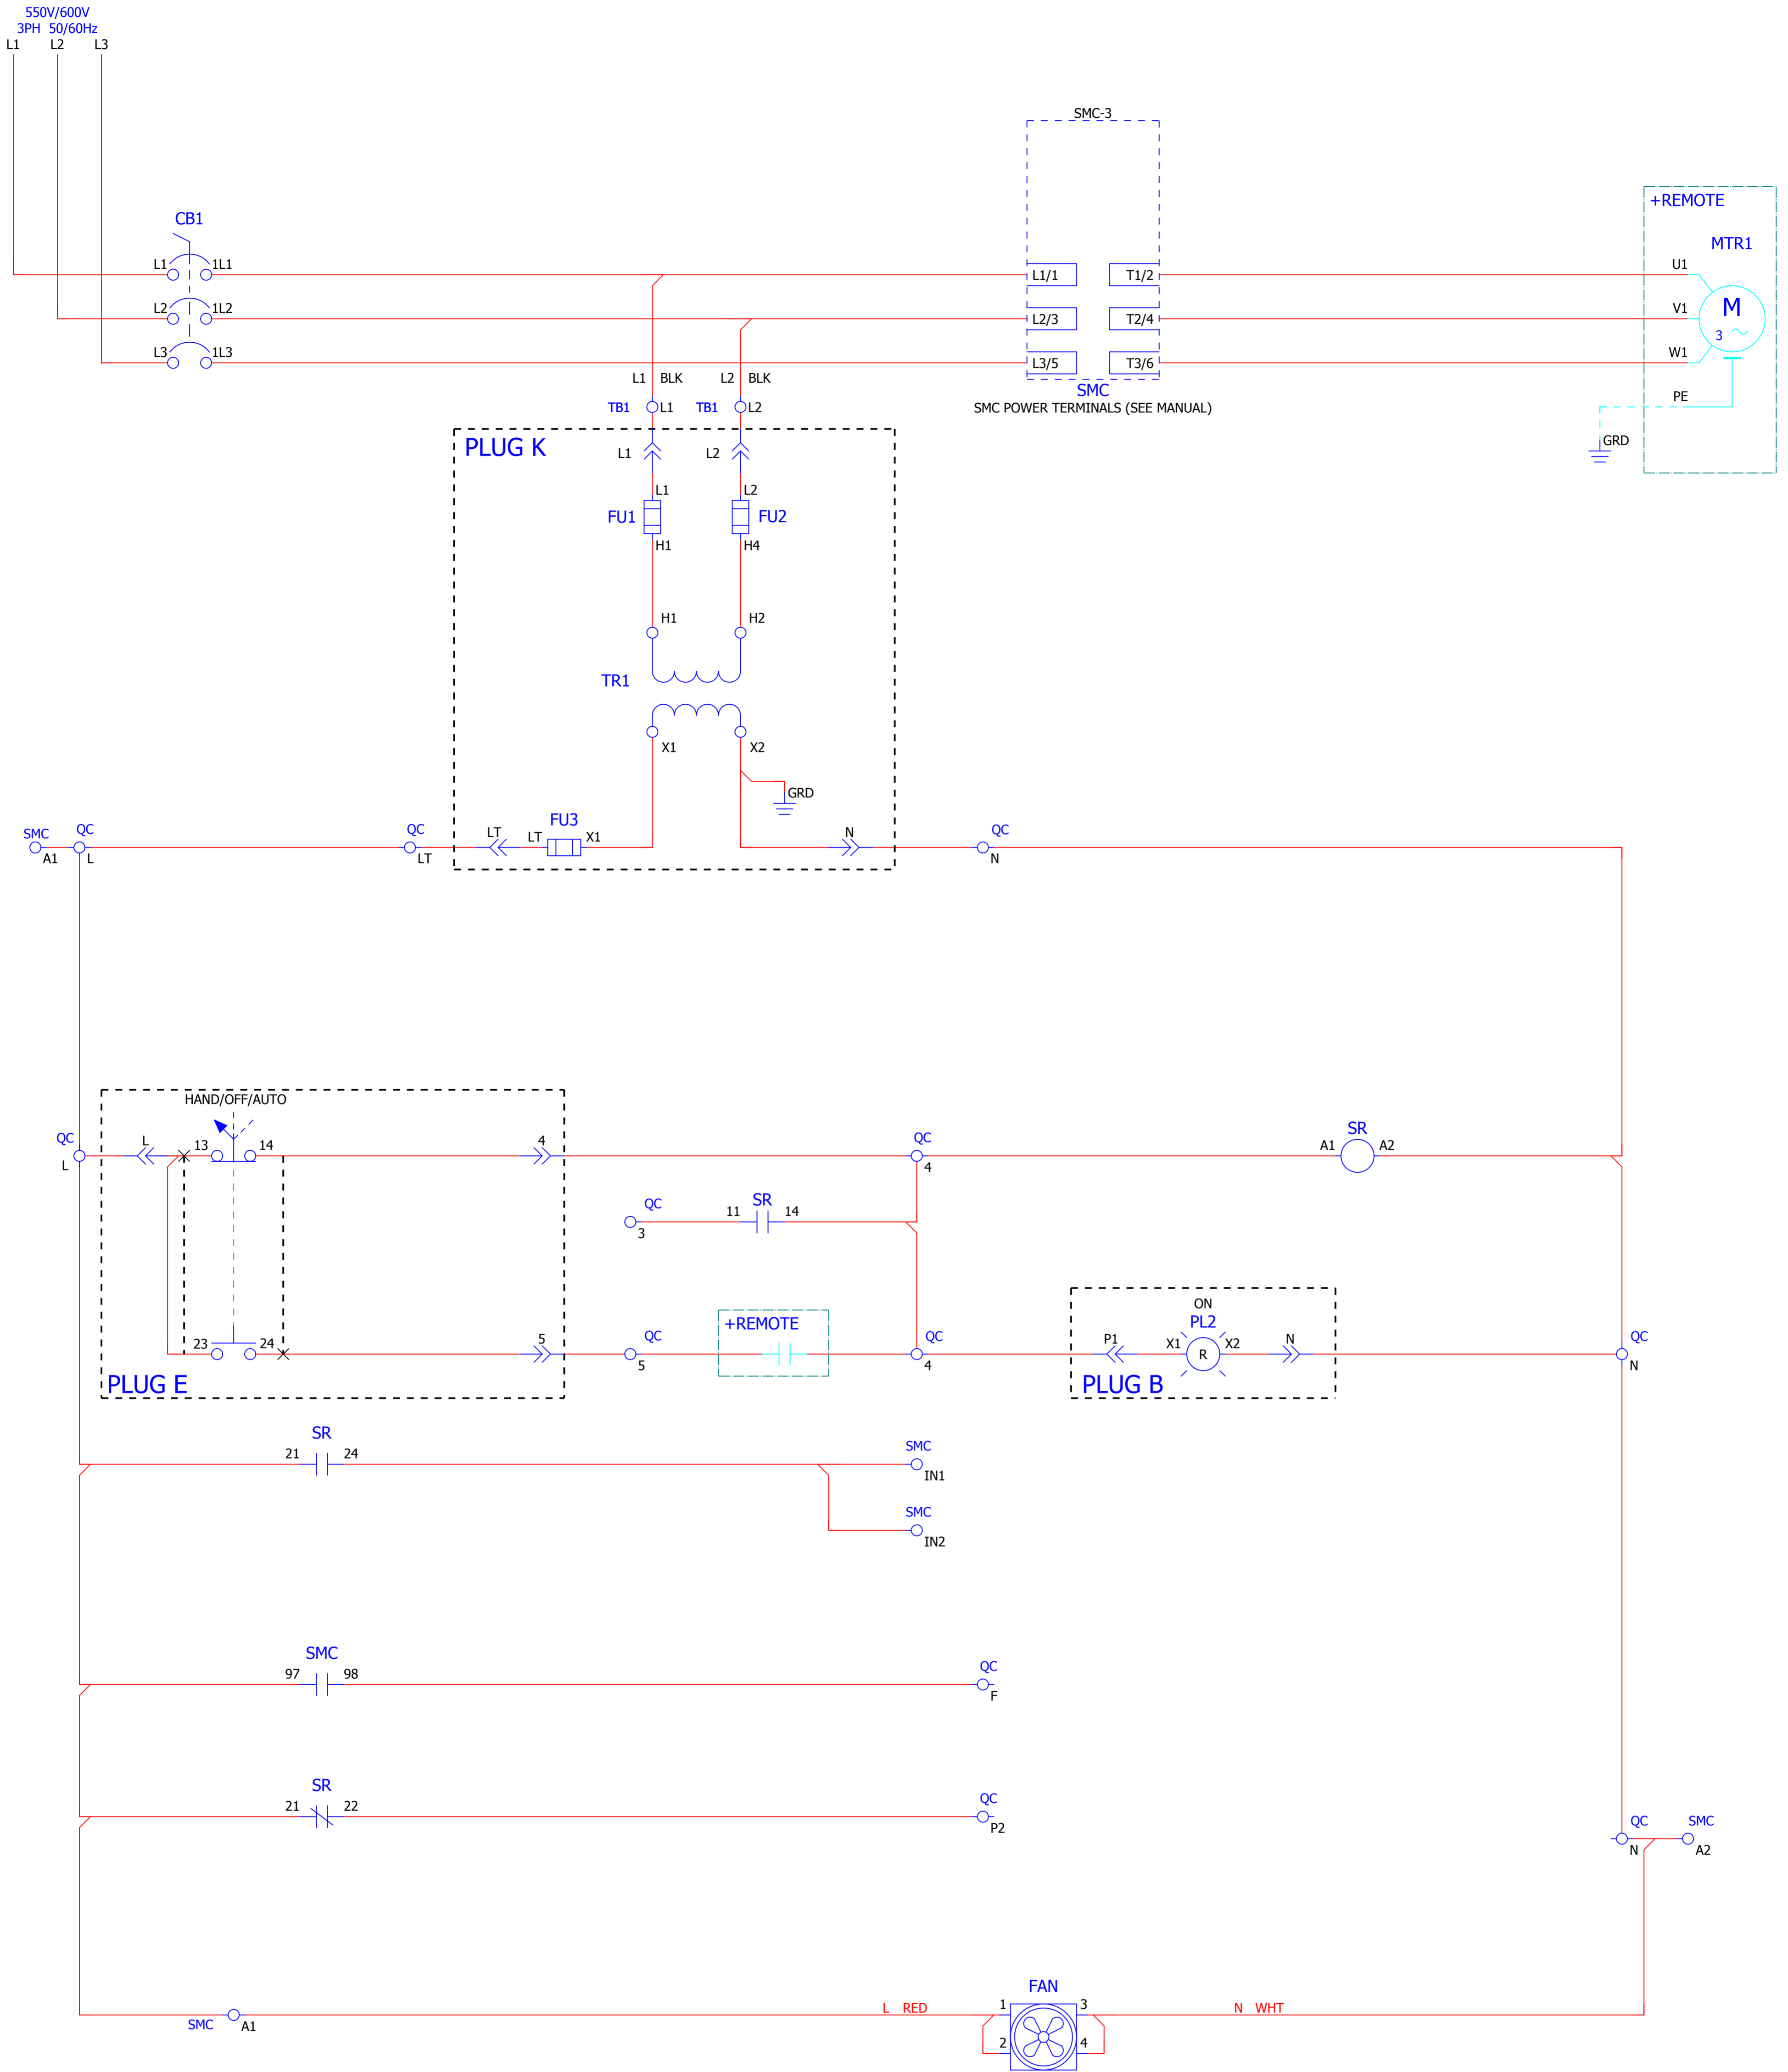 550V/600V
3PH 50/60Hz
L1 L2 L3
SMC-3
+REMOTE
CB1
MTR1
L1 1L1 L1/1 T1/2 U1
L2 1L2 L2/3 T2/4 V1
M
3
L3 1L3 L3/5 T3/6 W1
L1 BLK L2 BLK
SMC
PE
TB1 L1 TB1 L2
SMC POWER TERMINALS (SEE MANUAL)
GRD
PLUG K
L1 L2
L1 L2
FU1 FU2
H1 H4
H1 H2
TR1
X1 X2
GRD
FU3
SMC QC QC LT LT X1 N QC
A1 L LT N
HAND/OFF/AUTO
QC L 13 14 4 QC SR
A1 A2
L 4
QC SR
11 14
3
ON
+REMOTE PL2
23 24 5 QC QC P1 X1 X2 N QC
R
5 4 N
PLUG E PLUG B
SR
21 24 SMC
IN1
SMC
IN2
SMC
97 98 QC
F
SR
21 22 QC
P2
QC SMC
N A2
FAN
L RED N WHT
1 3
SMC A1
2 4